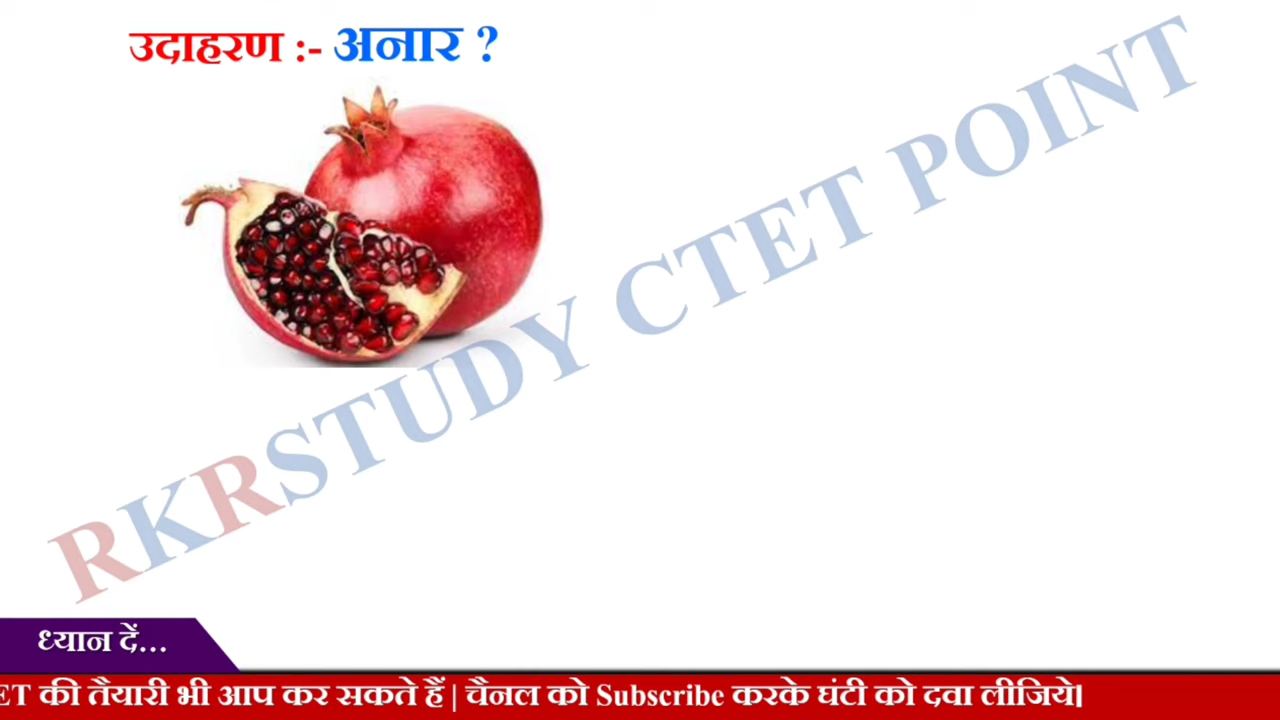 उदाहरण :- अनार ?
RKRSTUDY CTET POINT
ध्यान दें...
ET की तैयारी भी आप कर सकते हैं | चैनल को Subscribe करके घंटी को दवा लीजिये।